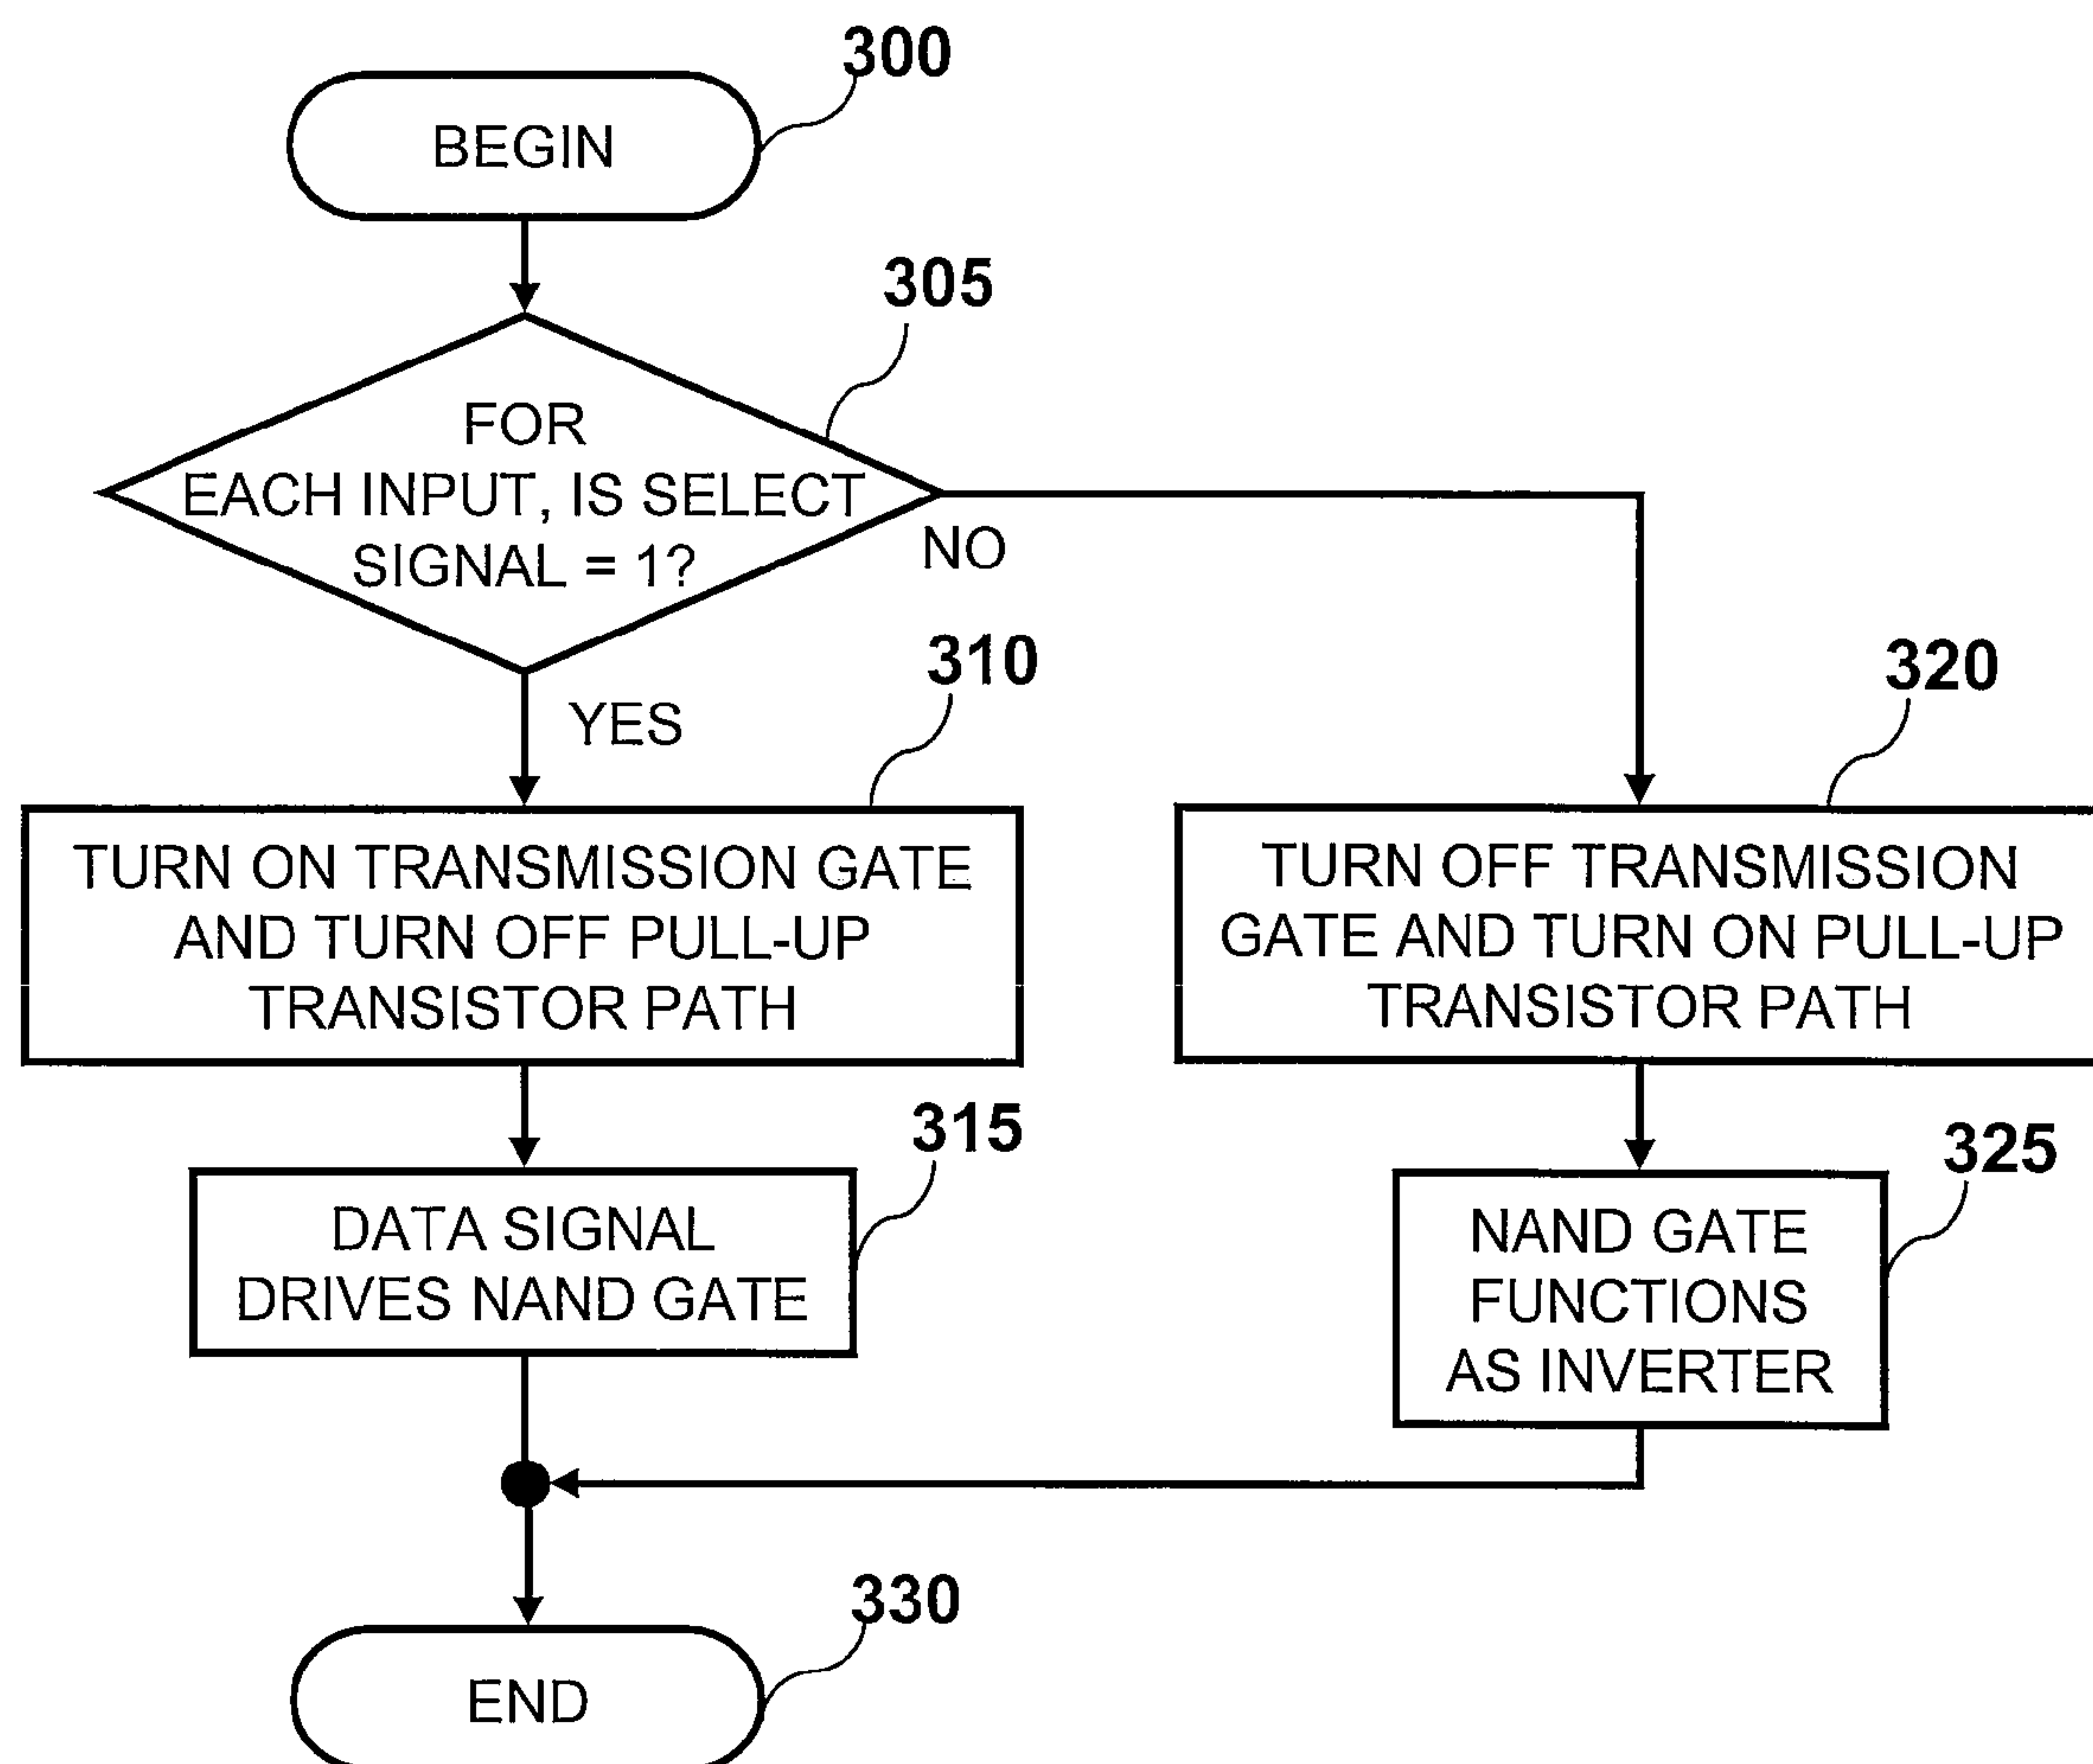 300
BEGIN
305
FOR
EACH INPUT, IS SELECT
SIGNAL = 1?
NO
YES
310
TURN ON TRANSMISSION GATE
AND TURN OFF PULL-UP
TRANSISTOR PATH
320
TURN OFF TRANSMISSION
GATE AND TURN ON PULL-UP
TRANSISTOR PATH
315
DATA SIGNAL
DRIVES NAND GATE
325
NAND GATE
FUNCTIONS
AS INVERTER
330
END